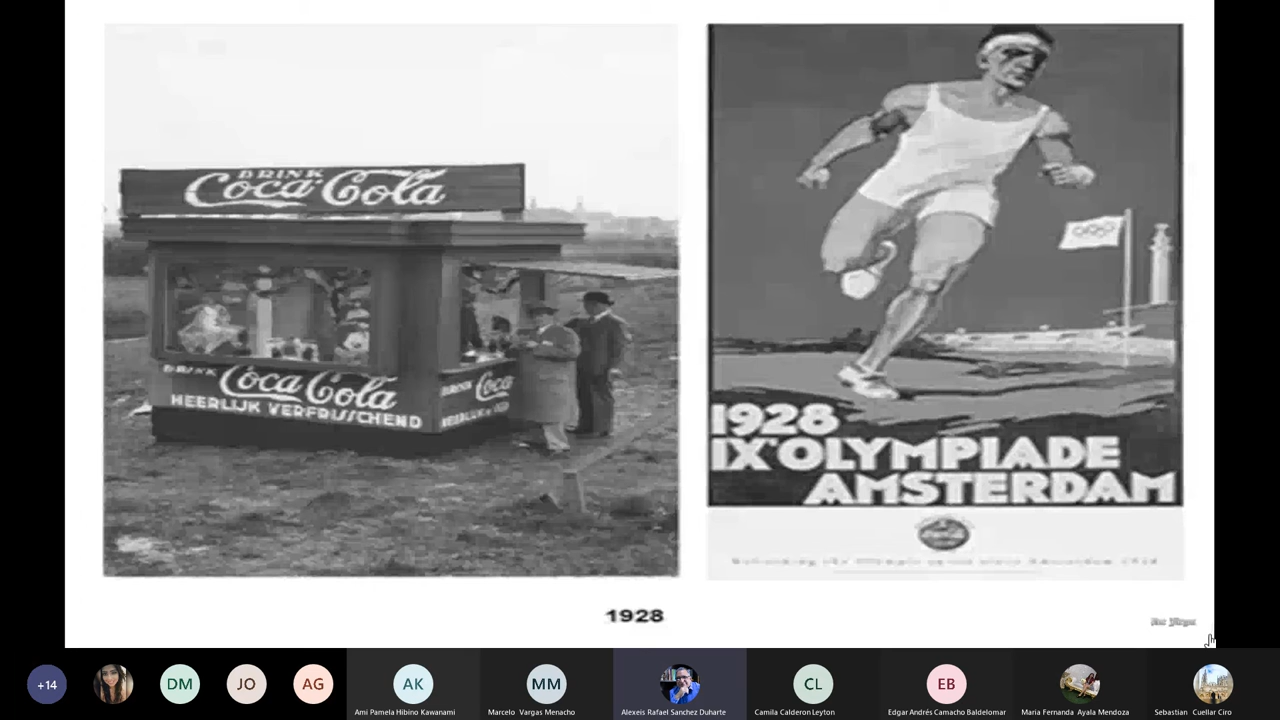 DRINK
Coca-Cola
DRINK
Coca-Cola
HEERLIJK VERFRISSCHEND
DRINK Coca
1928
IXᵉ OLYMPIADE
AMSTERDAM
1928
+14
DM
JO
AG
AK
MM
CL
EB
Ami Pamela Hibino Kawanami
Marcelo Vargas Menacho
Alexeis Rafael Sanchez Duharte
Camila Calderon Leyton
Edgar Andrés Camacho Baldelomar
Maria Fernanda Ayala Mendoza
Sebastian Cuellar Ciro